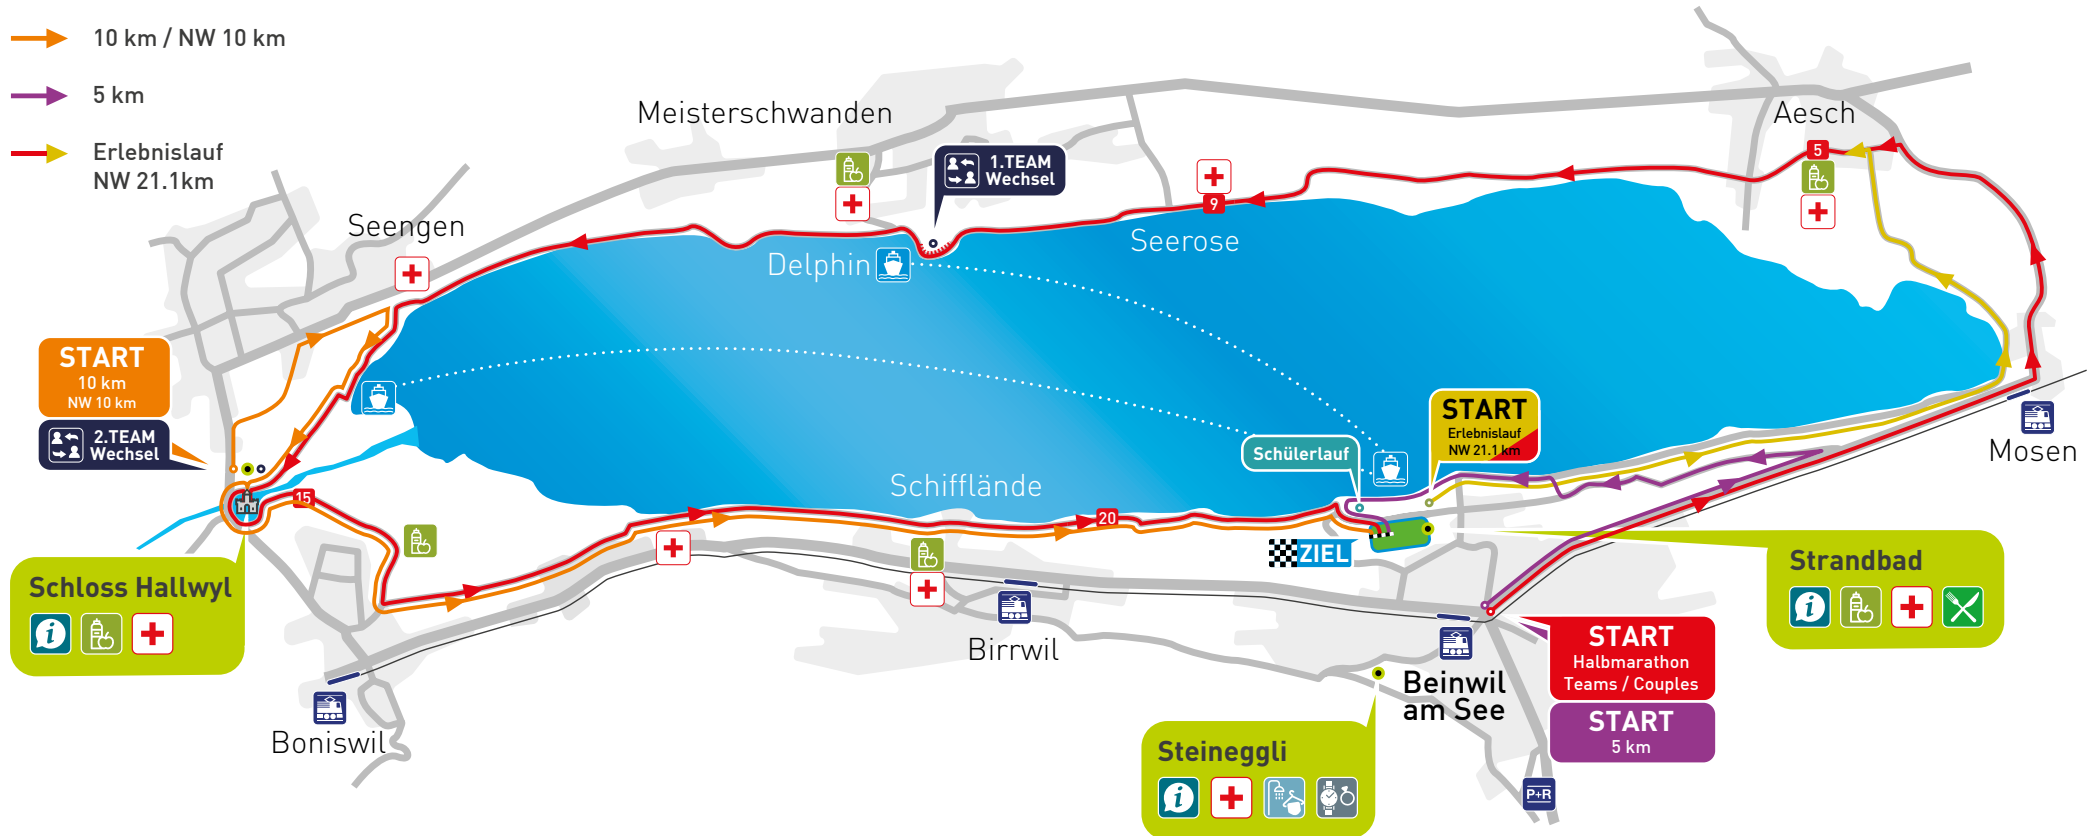 10 km / NW 10 km
5 km
Erlebnislauf
NW 21.1km
Meisterschwanden
Aesch
5
1.TEAM
Wechsel
9
Seengen
Seerose
Delphin
START
10 km
NW 10 km
2.TEAM
Wechsel
START
Erlebnislauf
NW 21.1 km
Schülerlauf
Mosen
Schifflände
15
20
ZIEL
Schloss Hallwyl
i
Strandbad
i
START
Halbmarathon
Teams / Couples
START
5 km
Birrwil
Beinwil
am See
Boniswil
Steineggli
i
P+R